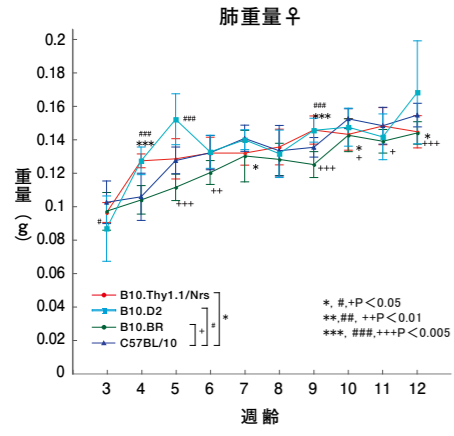 肺重量♀
0.2
0.18
0.16
0.14
0.12
0.1
0.08
0.06
0.04
0.02
0
重量 (g)
#
###
***
###
+++
++
*
###
***
+++
*
+
+
*
+++
B10.Thy1.1/Nrs
B10.D2
B10.BR
C57BL/10
+
#
*
*, #,+P<0.05
**,##, ++P<0.01
***, ###,+++P<0.005
3 4 5 6 7 8 9 10 11 12
週齢